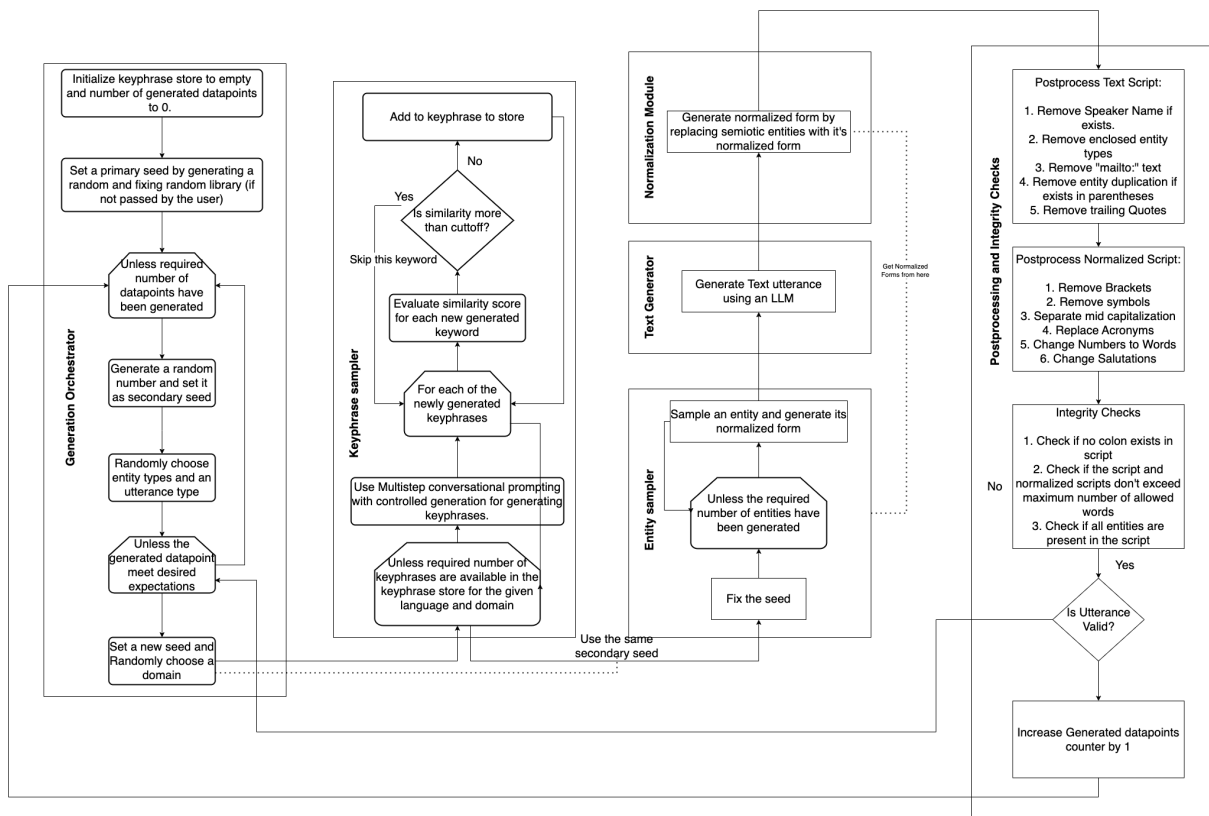 Generation Orchestrator
Initialize keyphrase store to empty
and number of generated datapoints
to 0.
Set a primary seed by generating a
random and fixing random library (if
not passed by the user)
Unless required
number of
datapoints have
been generated
Generate a random
number and set it
as secondary seed
Randomly choose
entity types and an
utterance type
Unless the
generated datapoint
meet desired
expectations
Set a new seed and
Randomly choose a
domain
Keyphrase sampler
Add to keyphrase to store
No
Yes
Is similarity more
than cuttoff?
Skip this keyword
Evaluate similarity score
for each new generated
keyword
For each of the
newly generated
keyphrases
Use Multistep conversational prompting
with controlled generation for generating
keyphrases.
Unless required number of
keyphrases are available in the
keyphrase store for the given
language and domain
Use the same
secondary seed
Normalization Module
Generate normalized form by
replacing semiotic entities with it's
normalized form
Get Normalized
Forms from here
Text Generator
Generate Text utterance
using an LLM
Entity sampler
Sample an entity and generate its
normalized form
Unless the required
number of entities have
been generated
Fix the seed
Postprocessing and Integrity Checks
Postprocess Text Script:
1. Remove Speaker Name if
exists.
2. Remove enclosed entity
types
3. Remove "mailto:" text
4. Remove entity duplication if
exists in parentheses
5. Remove trailing Quotes
Postprocess Normalized Script:
1. Remove Brackets
2. Remove symbols
3. Separate mid capitalization
4. Replace Acronyms
5. Change Numbers to Words
6. Change Salutations
Integrity Checks
1. Check if no colon exists in
script
2. Check if the script and
normalized scripts don't exceed
maximum number of allowed
words
3. Check if all entities are
present in the script
No
Yes
Is Utterance
Valid?
Increase Generated datapoints
counter by 1